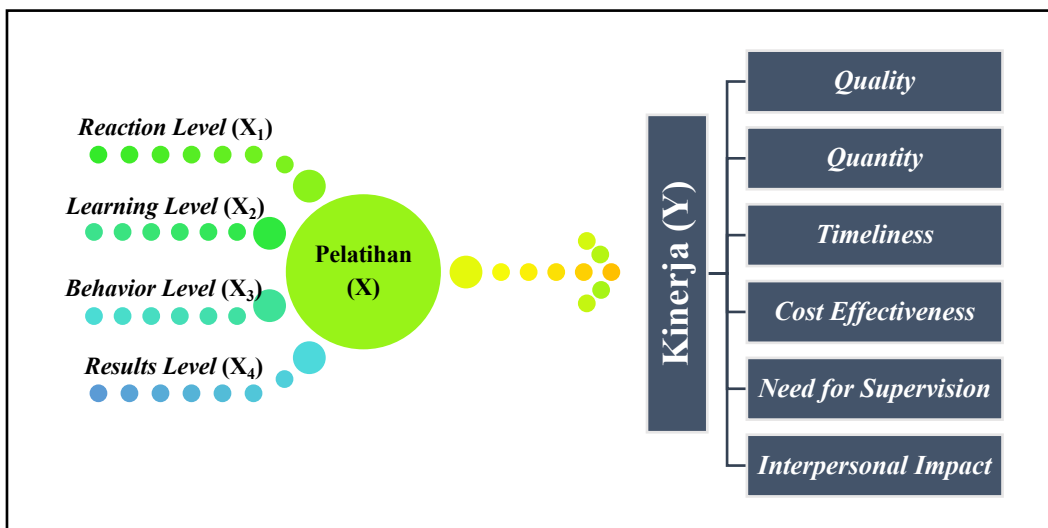 Reaction Level (X₁)
Learning Level (X₂)
Behavior Level (X₃)
Results Level (X₄)
Pelatihan
(X)
Kinerja (Y)
Quality
Quantity
Timeliness
Cost Effectiveness
Need for Supervision
Interpersonal Impact